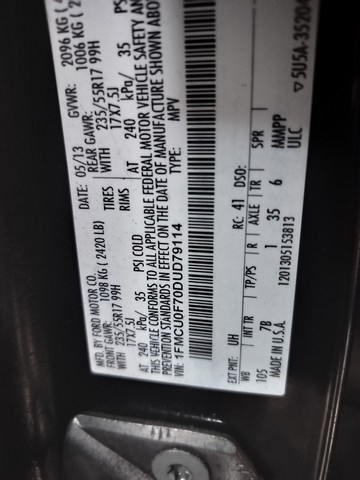 MFD. BY FORD MOTOR CO.
DATE: 05/13 GVWR: 2096 KG
FRONT GAWR: 1098 KG (2420 LB) REAR GAWR: 1006 KG
235/55R17 99H TIRES 235/55R17 99H
17X7.5J RIMS 17X7.5J
AT 240 kPa/ 35 PSI COLD AT 240 kPa/ 35 PS
THIS VEHICLE CONFORMS TO ALL APPLICABLE FEDERAL MOTOR VEHICLE SAFETY AN
STANDARDS IN EFFECT ON THE DATE OF MANUFACTURE SHOWN ABO
VIN: 1FMCU0F70DUD79114 TYPE: MPV
EXT PNT: UH RC: 41 DSO:
WB INT TR TP/PS R AXLE TR SPR
105 7B 1 35 6 MMPP
MADE IN U.S.A. 1201305153813 ULC
▽5U5A-35204